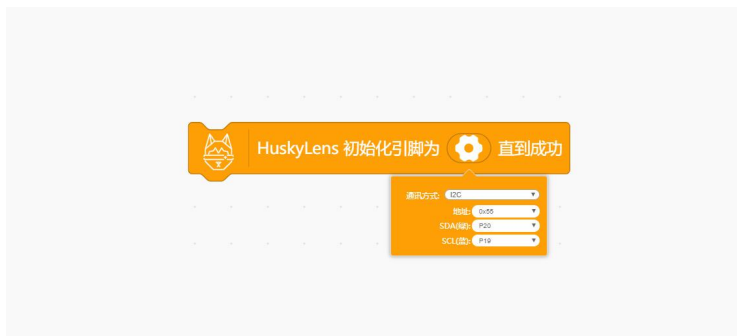 HuskyLens 初始化引脚为 直到成功
通讯方式: I2C
地址: 0x50
SDA(绿): P20
SCL(蓝): P19